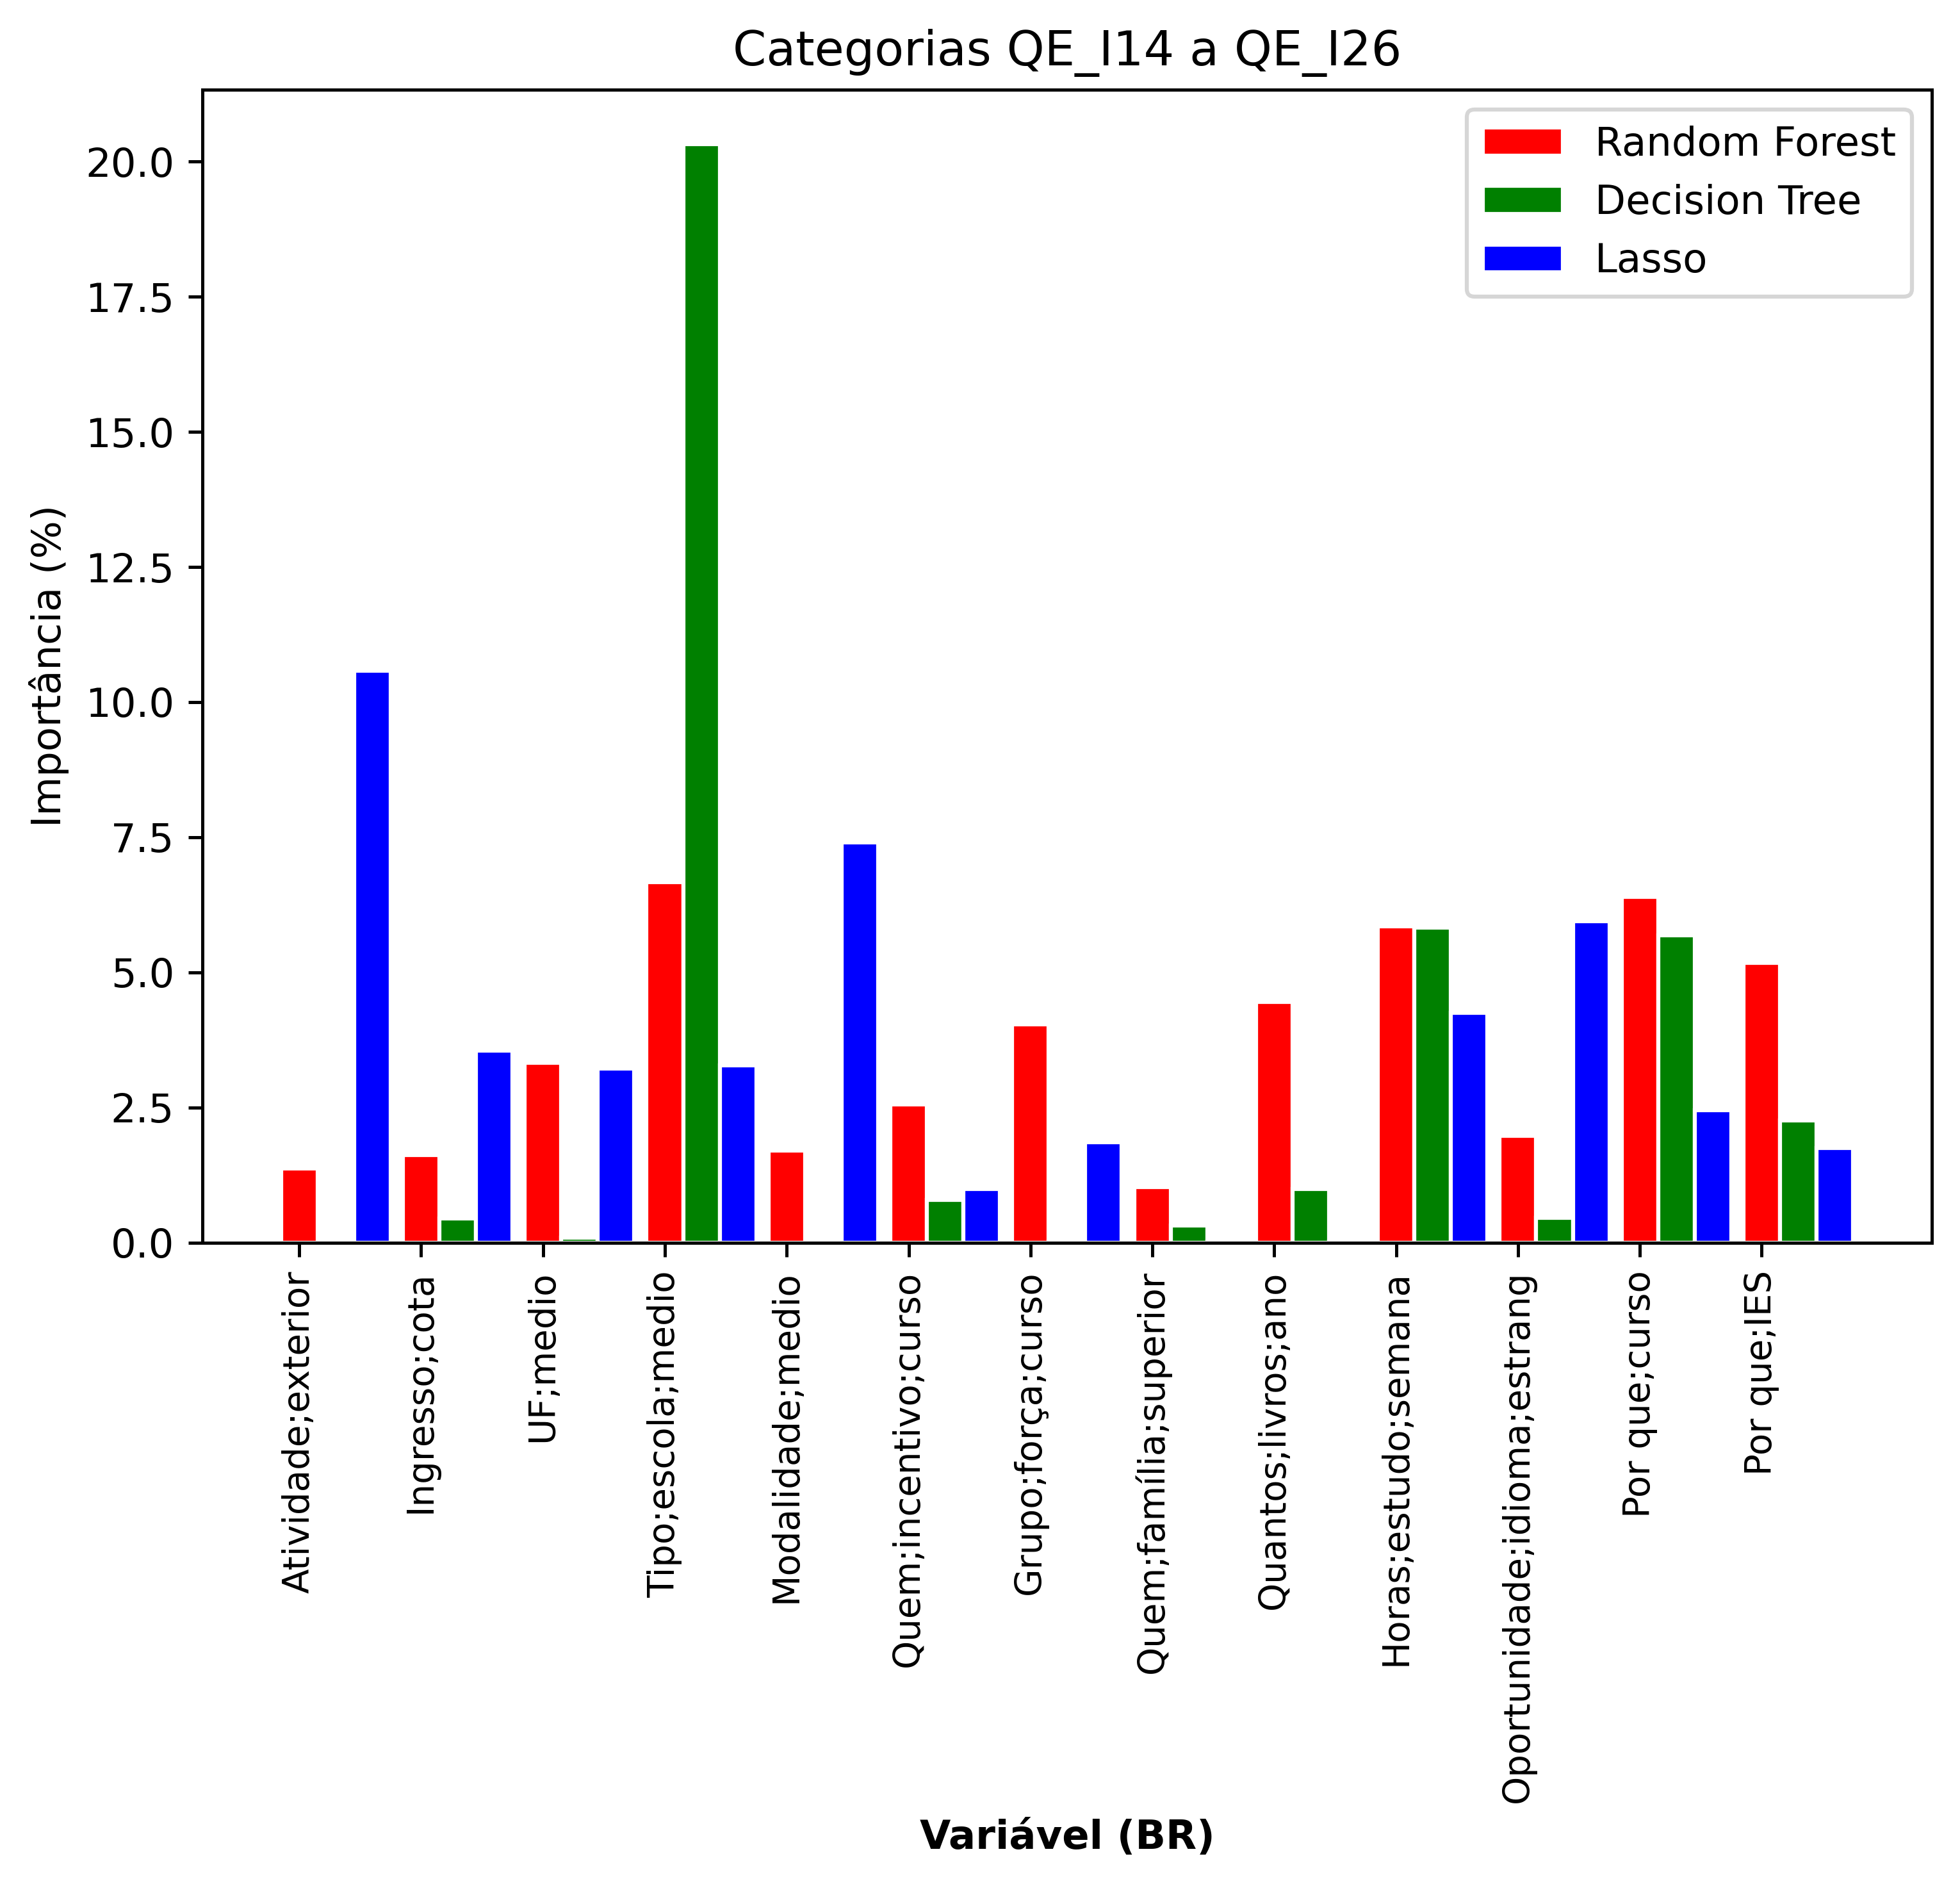 Categorias QE_I14 a QE_I26
Random Forest
Decision Tree
Lasso
Importância (%)
20.0
17.5
15.0
12.5
10.0
7.5
5.0
2.5
0.0
Atividade;exterior
Ingresso;cota
UF;medio
Tipo;escola;medio
Modalidade;medio
Quem;incentivo;curso
Grupo;força;curso
Quem;família;superior
Quantos;livros;ano
Horas;estudo;semana
Oportunidade;idioma;estrang
Por que;curso
Por que;IES
Variável (BR)